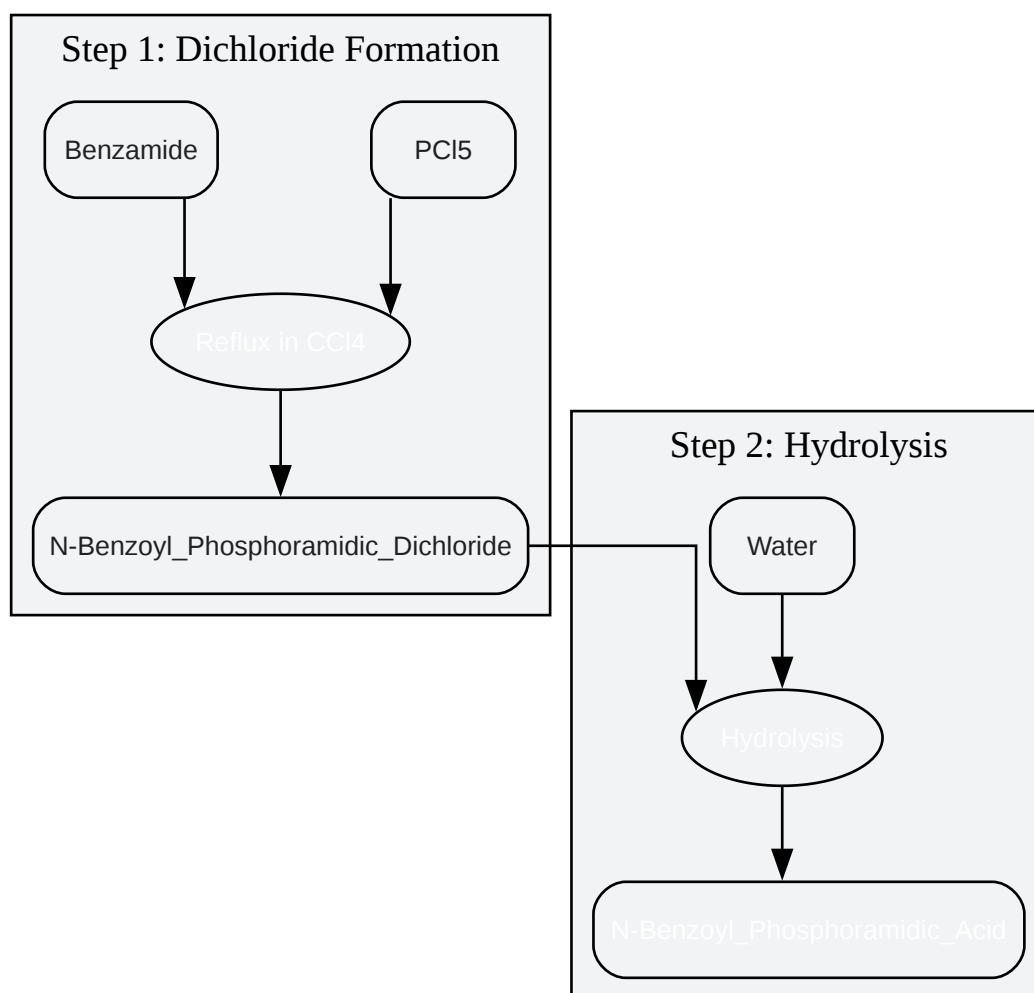 Step 1: Dichloride Formation
Benzamide
PCl5
Reflux in CCl4
N-Benzoyl_Phosphoramidic_Dichloride
Step 2: Hydrolysis
Water
Hydrolysis
N-Benzoyl_Phosphoramidic_Acid